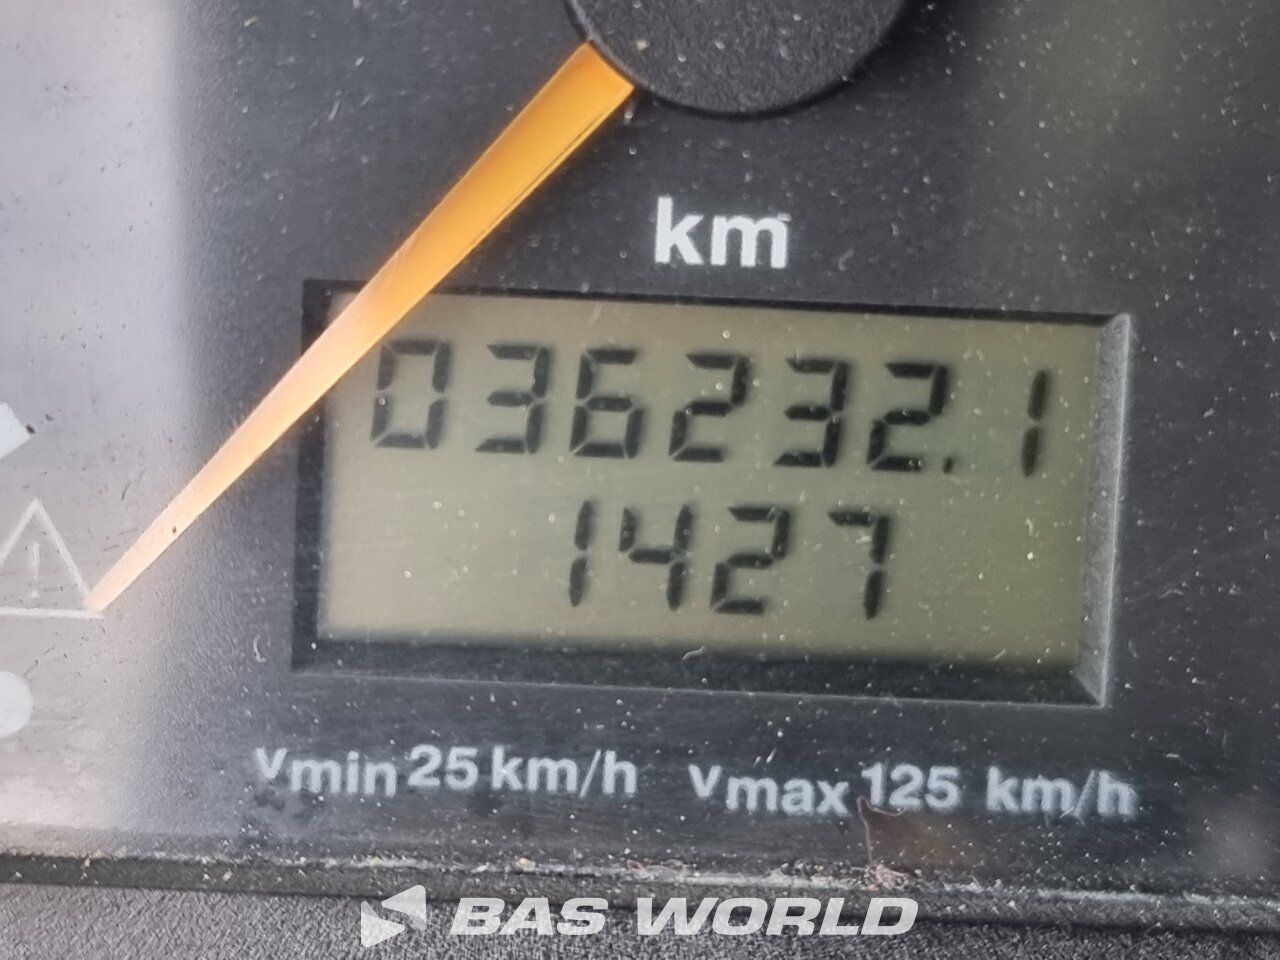 km
036232.1
1427
vmin 25 km/h vmax 125 km/h
BAS WORLD